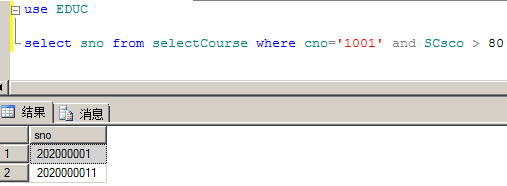 use EDUC
select sno from selectCourse where cno='1001' and SCsco > 80
结果 消息
sno
1 202000001
2 2020000011